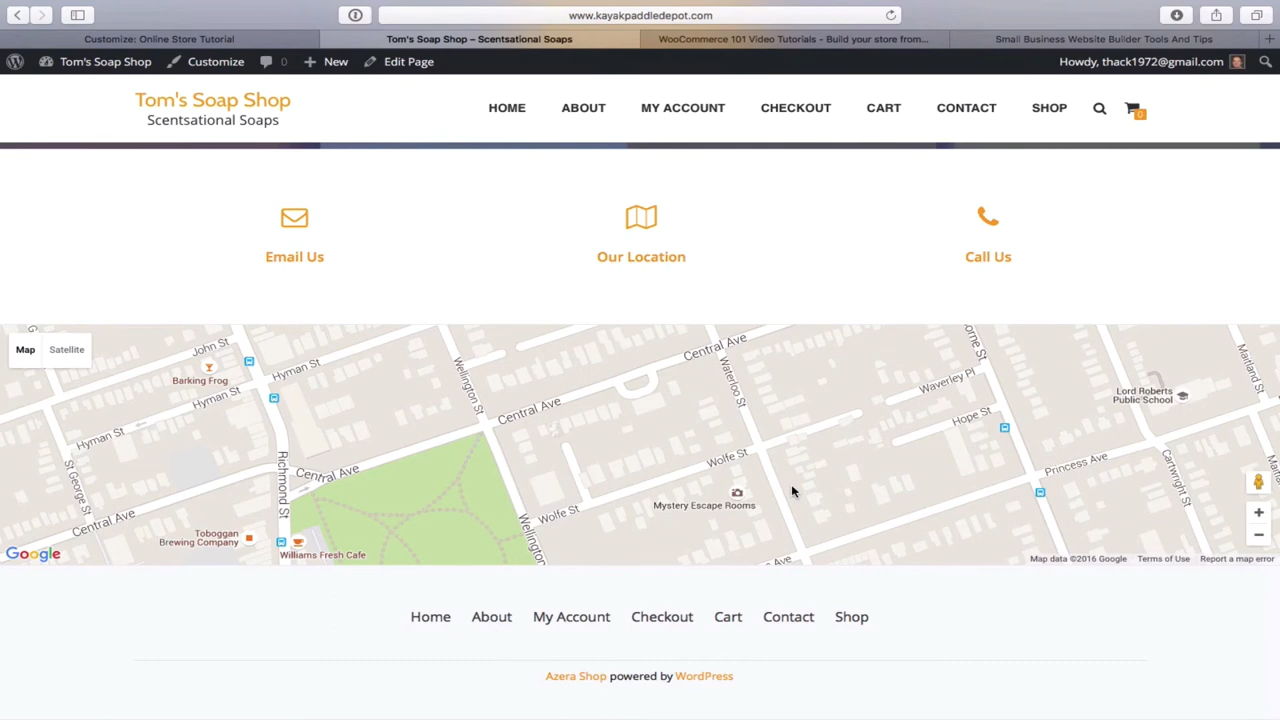 www.kayakpaddledepot.com
Customize: Online Store Tutorial
Tom's Soap Shop – Scentsational Soaps
WooCommerce 101 Video Tutorials - Build your store from...
Small Business Website Builder Tools And Tips
Tom's Soap Shop
Customize
0
New
Edit Page
Howdy, thack1972@gmail.com
Tom's Soap Shop
Scentsational Soaps
HOME
ABOUT
MY ACCOUNT
CHECKOUT
CART
CONTACT
SHOP
0
Email Us
Our Location
Call Us
Map
Satellite
John St
Barking Frog
Hyman St
Hyman St
Hyman St
St George St
Richmond St
Central Ave
Central Ave
Central Ave
Central Ave
Wellington St
Wellington
Waterloo St
Wolfe St
Wolfe St
Mystery Escape Rooms
Waverley Pl
Hope St
Princess Ave
Lord Roberts
Public School
Cartwright St
Maitland St
Toboggan
Brewing Company
Williams Fresh Cafe
Google
Map data ©2016 Google
Terms of Use
Report a map error
Home
About
My Account
Checkout
Cart
Contact
Shop
Azera Shop powered by WordPress